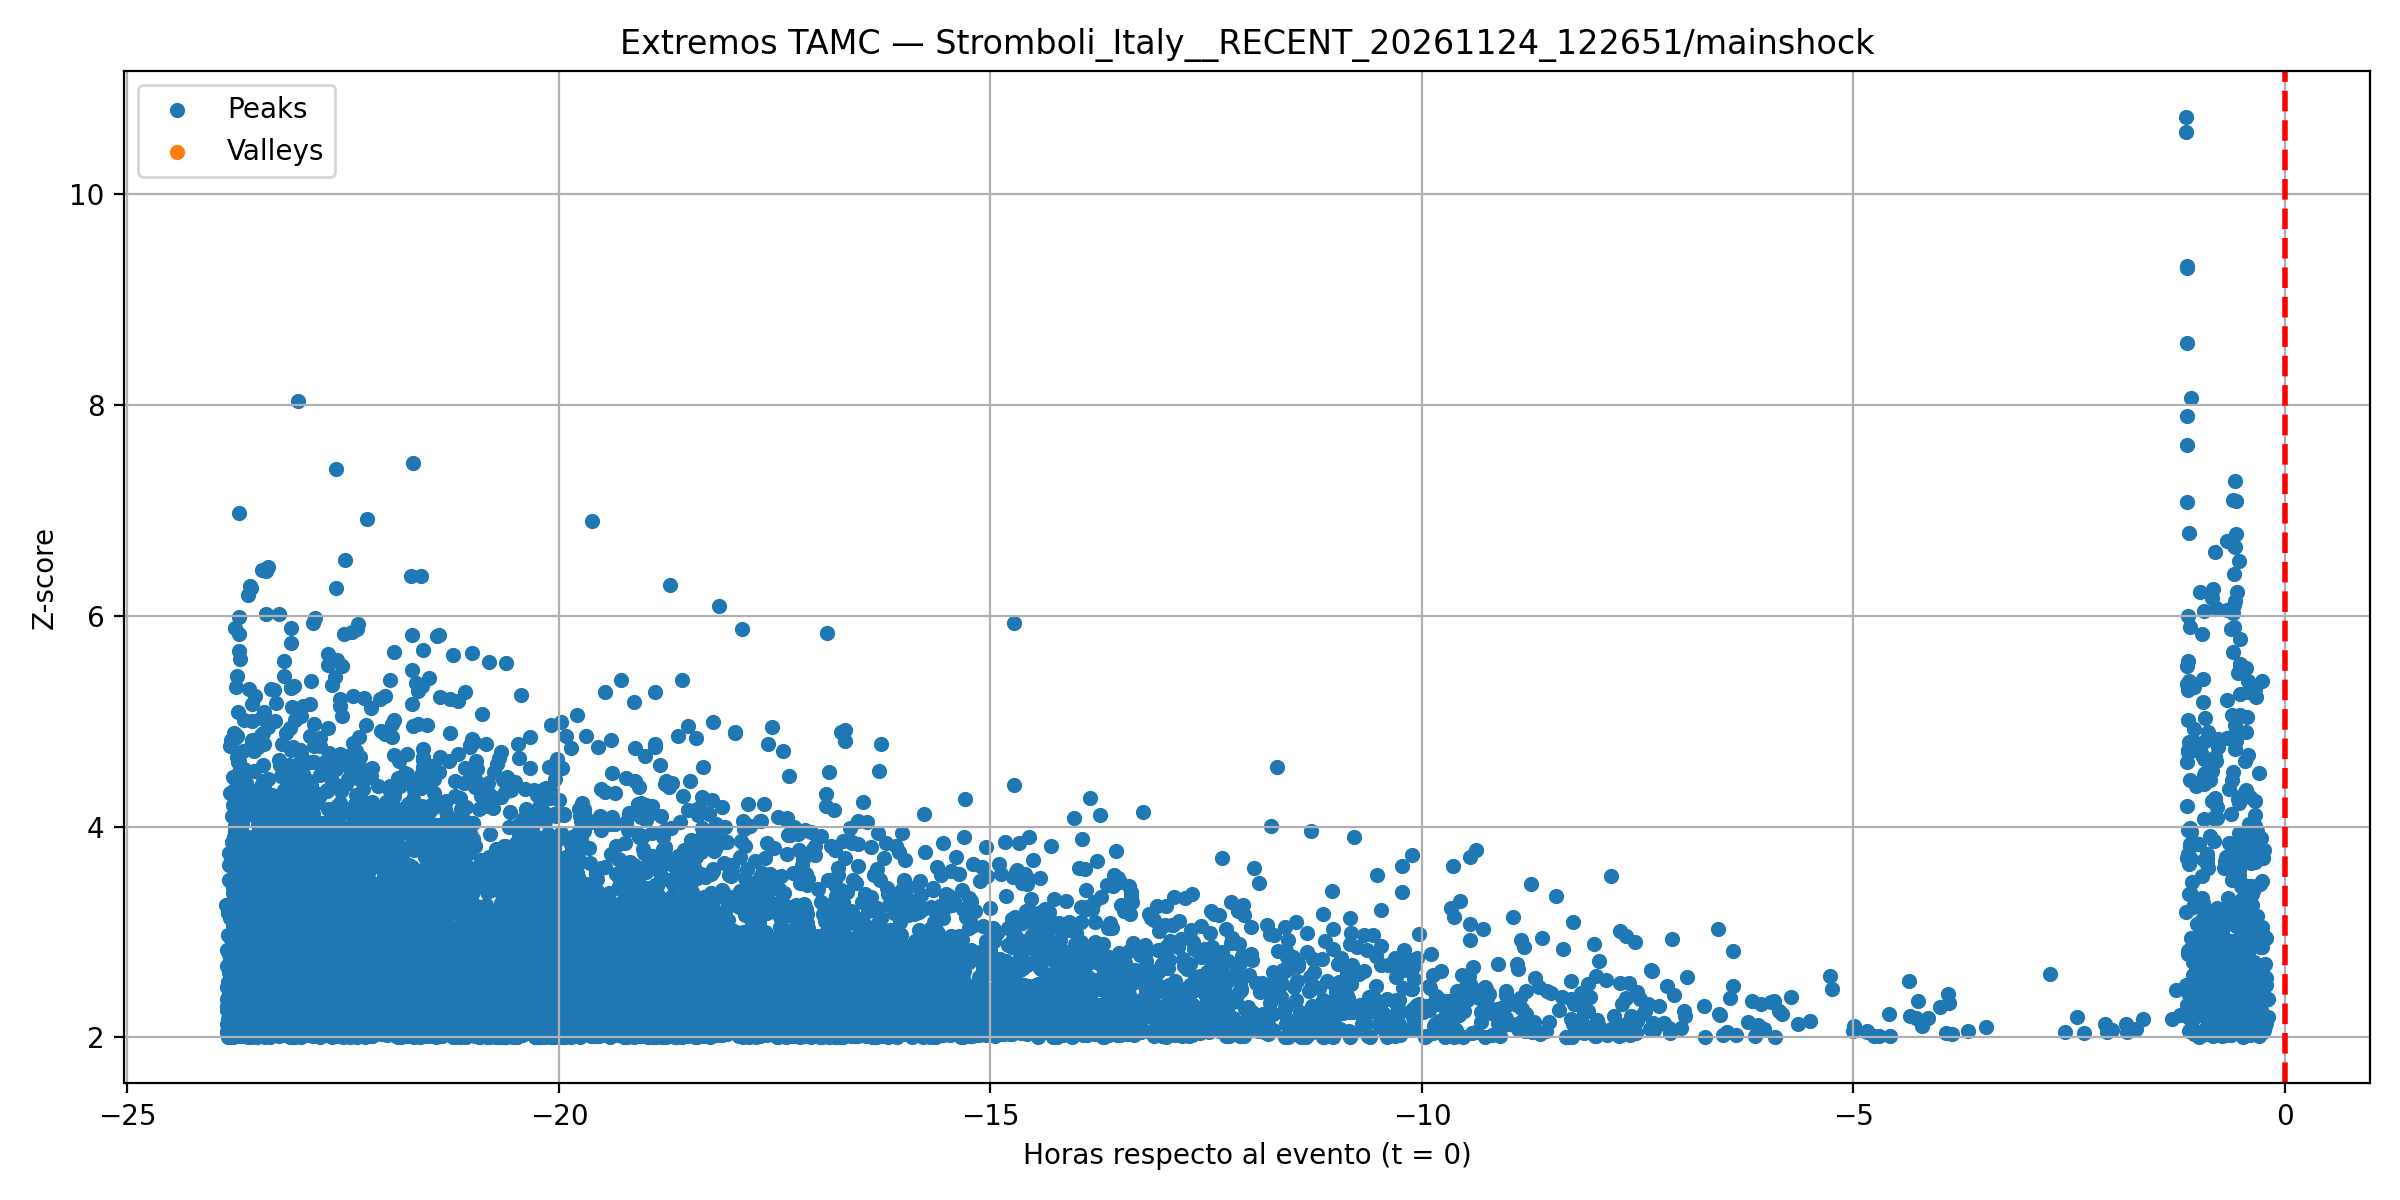 Extremos TAMC — Stromboli_Italy__RECENT_20261124_122651/mainshock
Peaks
Valleys
Z-score
10
8
6
4
2
−25
−20
−15
−10
−5
0
Horas respecto al evento (t = 0)